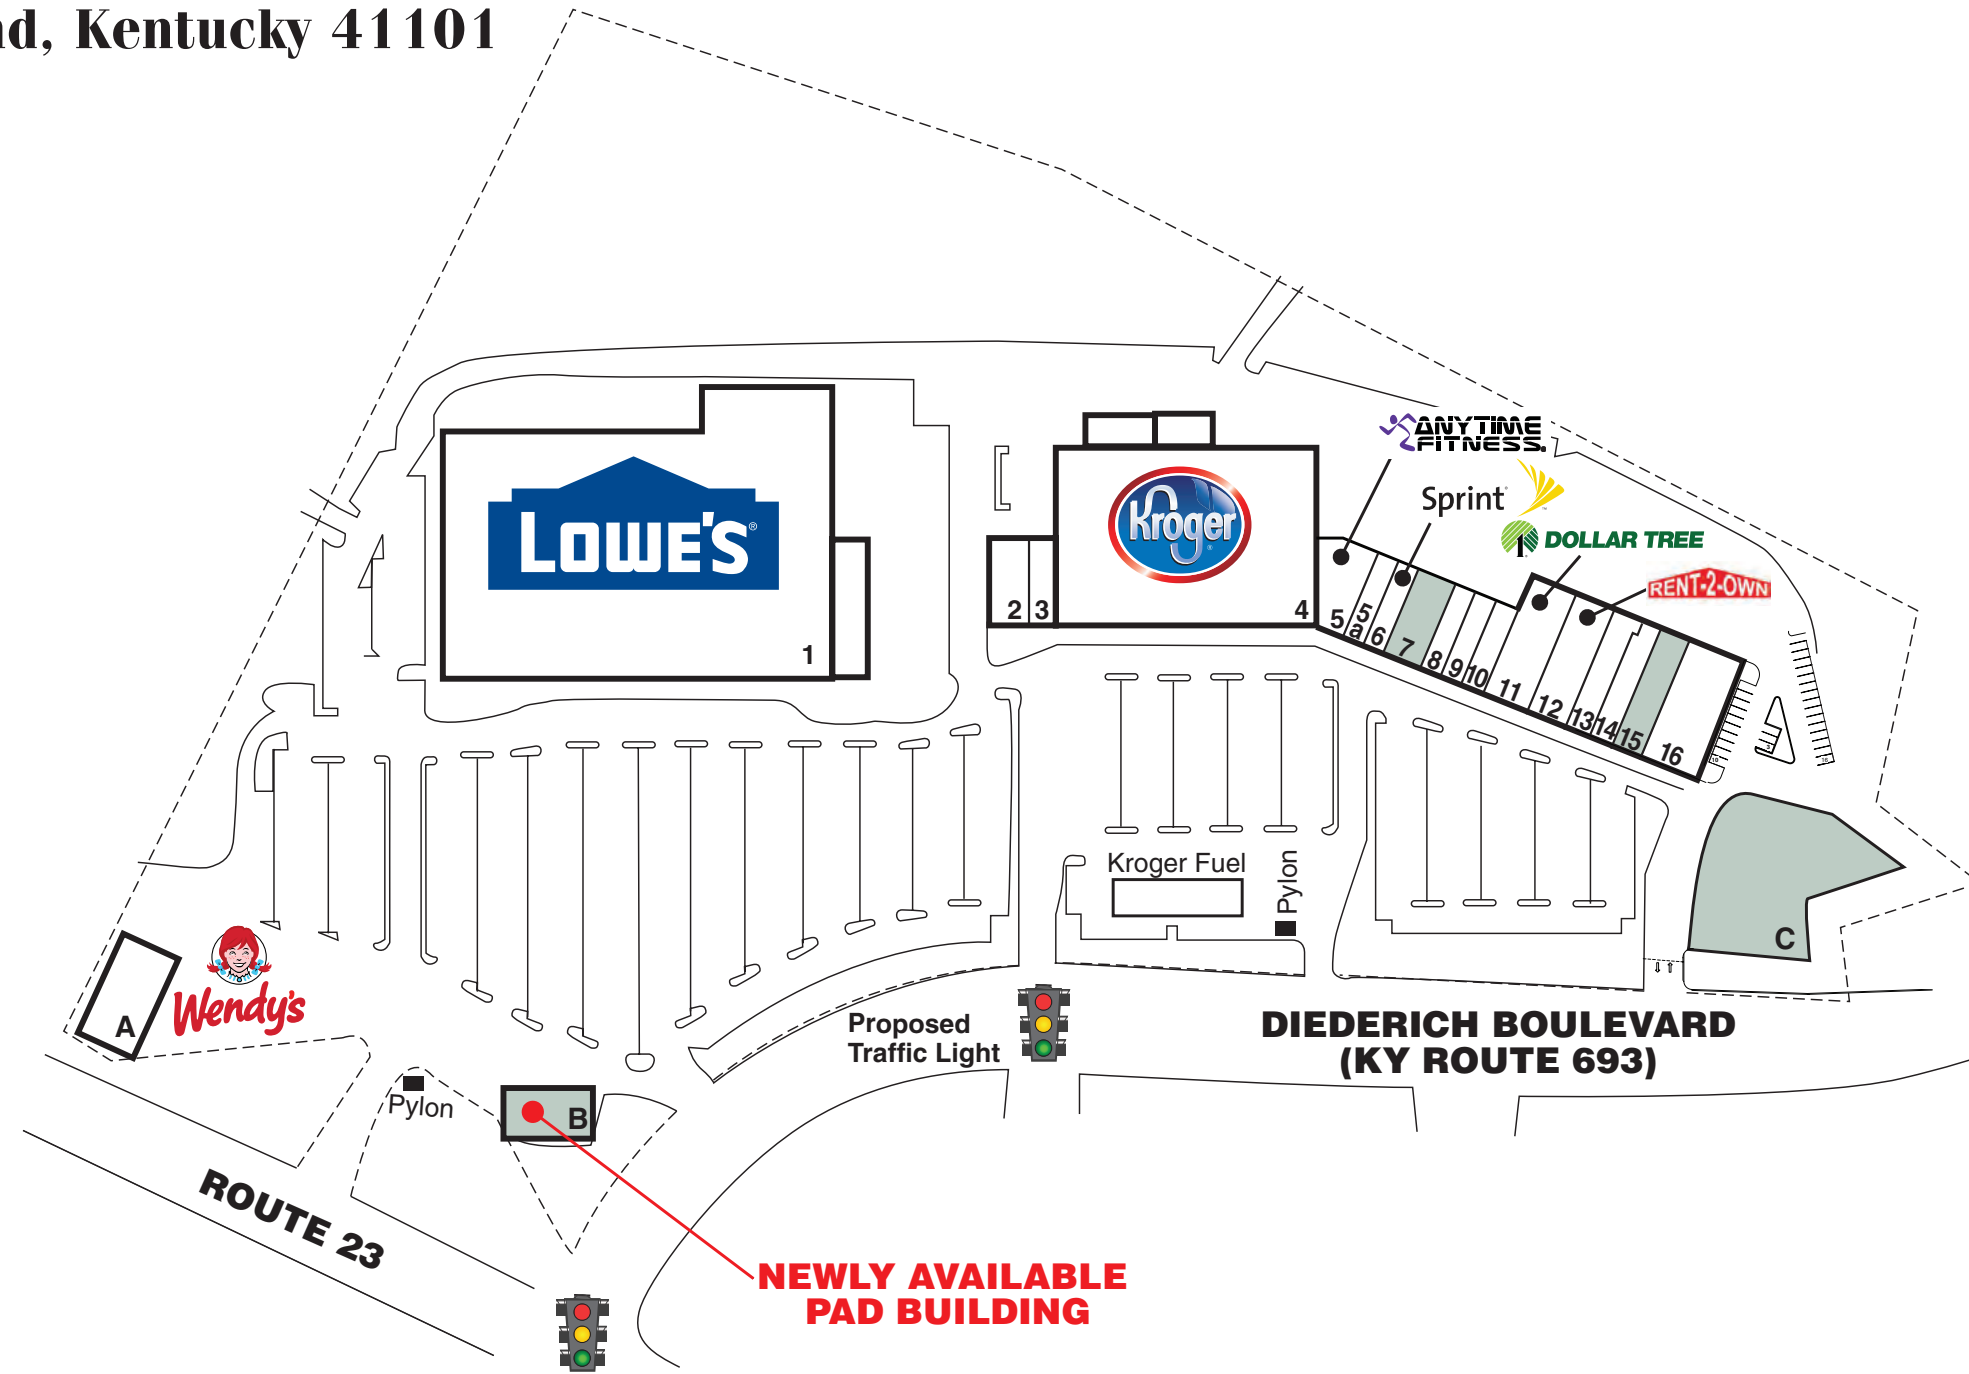 nd, Kentucky 41101
ANYTIME
FITNESS.
Sprint
DOLLAR TREE
RENT-2-OWN
LOWE'S
Kroger
1
2
3
4
5
5
a
6
7
8
9
10
11
12
13
14
15
16
Kroger Fuel
Pylon
C
A
Wendy's
Proposed
Traffic Light
DIEDERICH BOULEVARD
(KY ROUTE 693)
Pylon
B
ROUTE 23
NEWLY AVAILABLE
PAD BUILDING